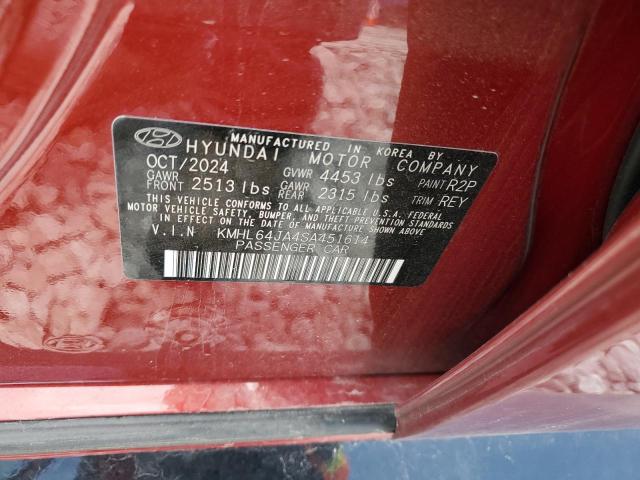 MANUFACTURED IN KOREA BY
HYUNDAI MOTOR COMPANY
OCT/2024 GVWR 4453 lbs PAINT R2P
GAWR FRONT 2513 lbs GAWR REAR 2315 lbs TRIM REY
THIS VEHICLE CONFORMS TO ALL APPLICABLE U.S.A. FEDERAL
MOTOR VEHICLE SAFETY, BUMPER, AND THEFT PREVENTION STANDARDS
IN EFFECT ON THE DATE OF MANUFACTURE SHOWN ABOVE.
V.I.N KMHL64JA4SA451614
PASSENGER CAR